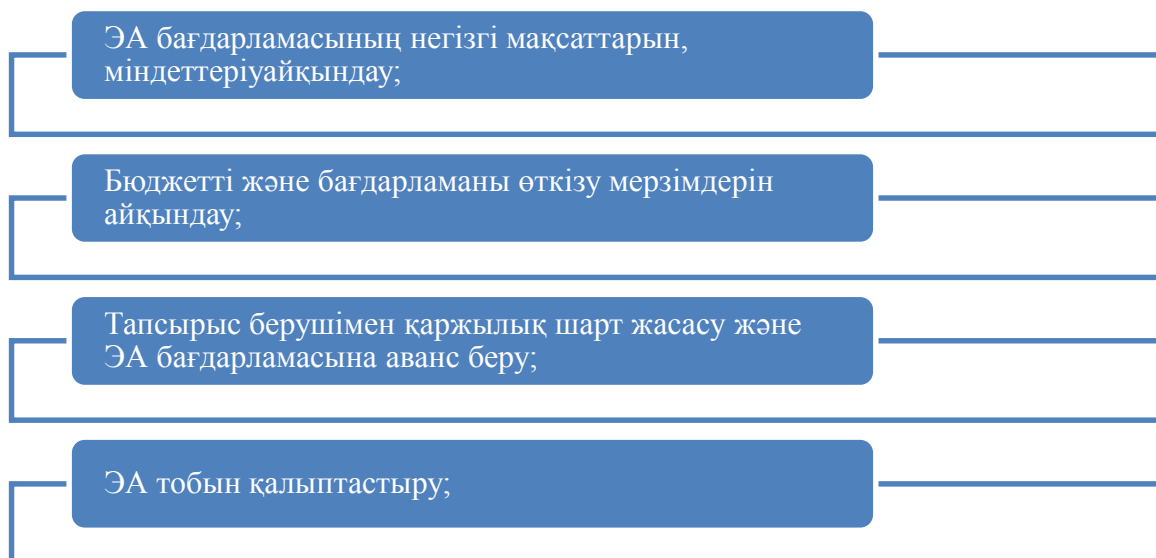 ЭА бағдарламасының негізгі мақсаттарын,
міндеттеріуайқындау;
Бюджетті және бағдарламаны өткізу мерзімдерін
айқындау;
Тапсырыс берушімен қаржылық шарт жасасу және
ЭА бағдарламасына аванс беру;
ЭА тобын қалыптастыру;